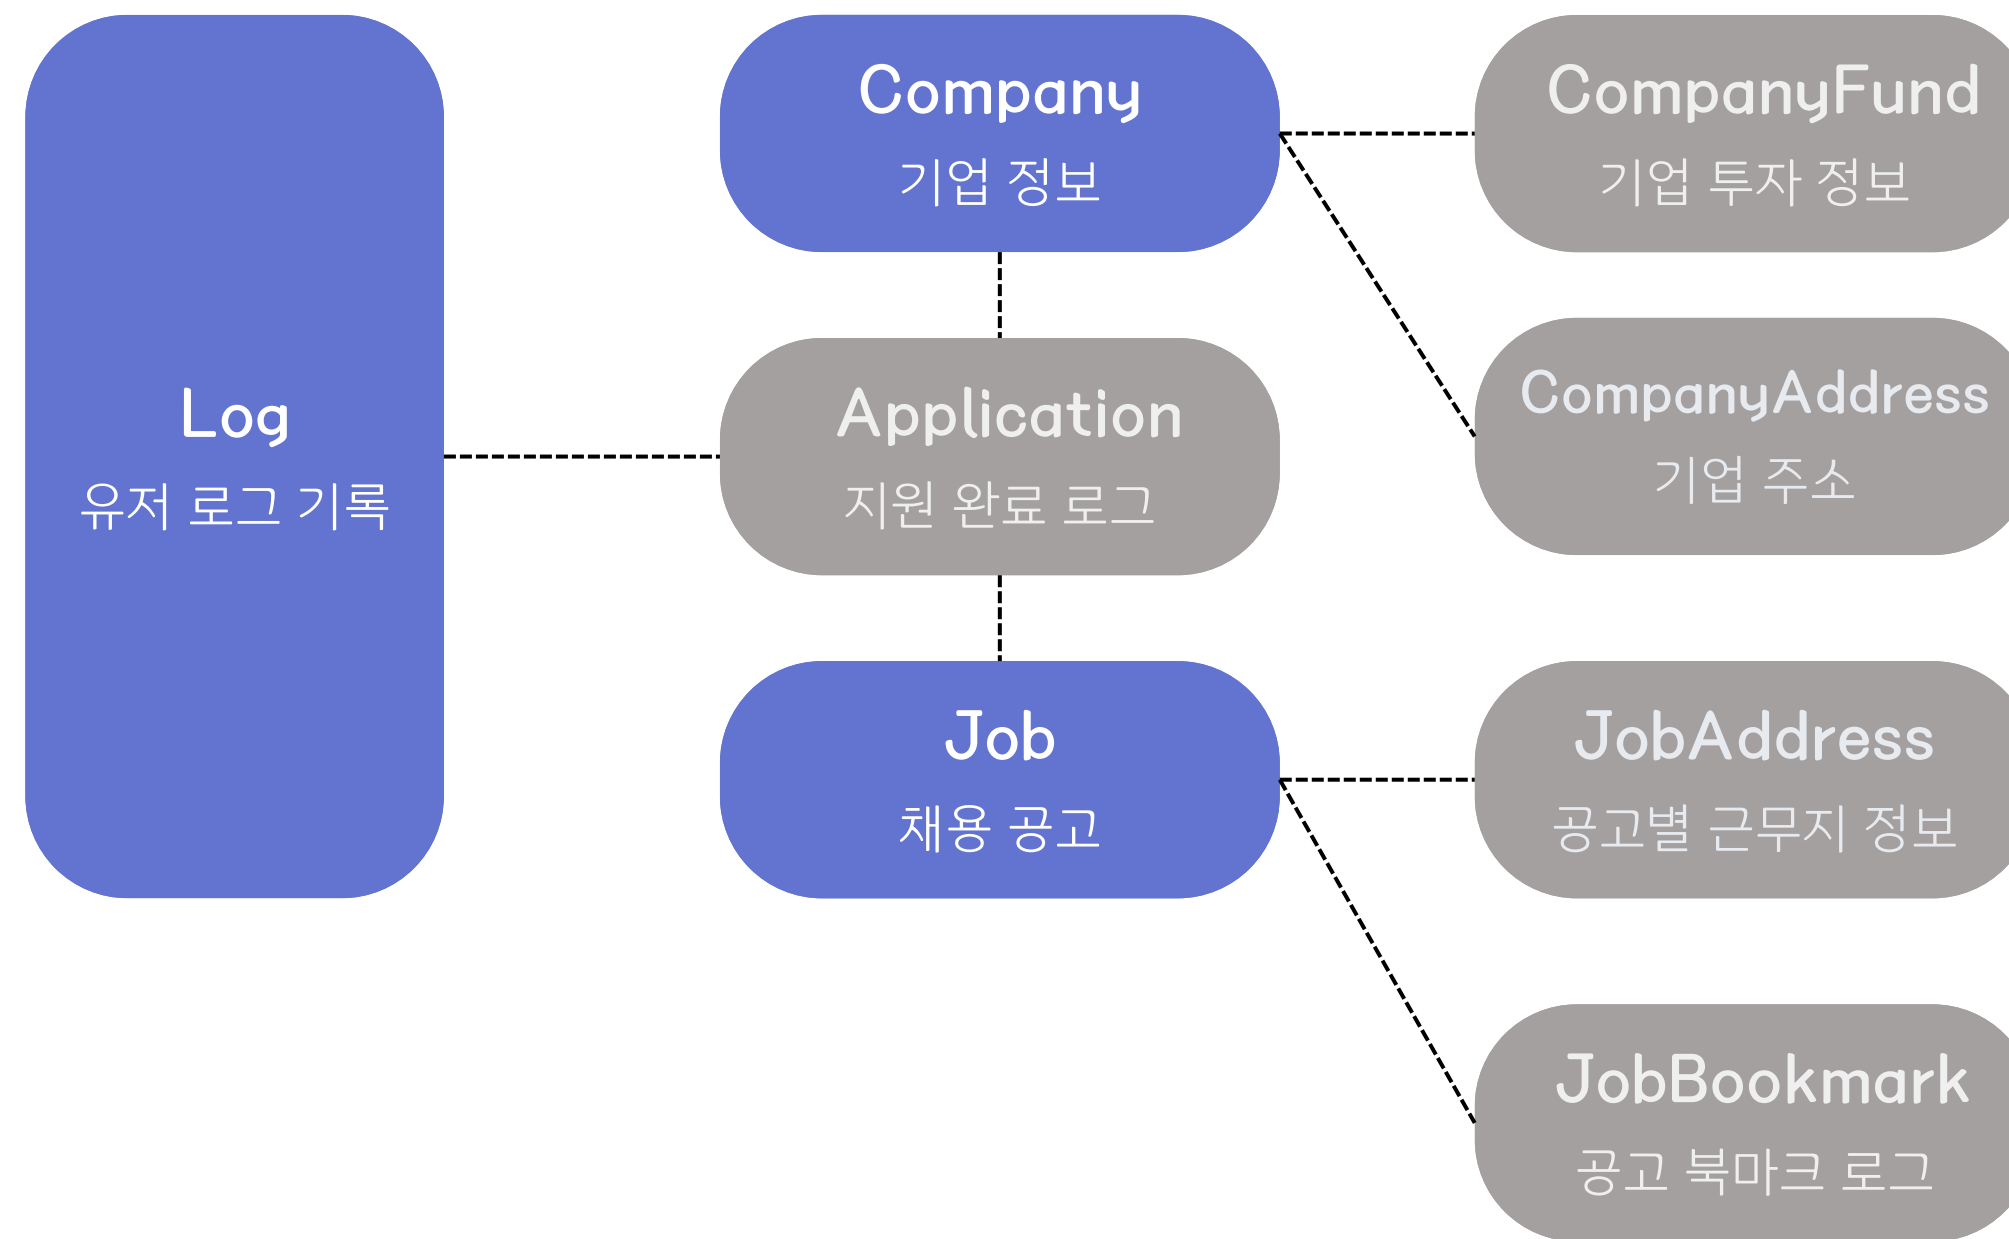 Log
유저 로그 기록
Company
기업 정보
Application
지원 완료 로그
Job
채용 공고
CompanyFund
기업 투자 정보
CompanyAddress
기업 주소
JobAddress
공고별 근무지 정보
JobBookmark
공고 북마크 로그